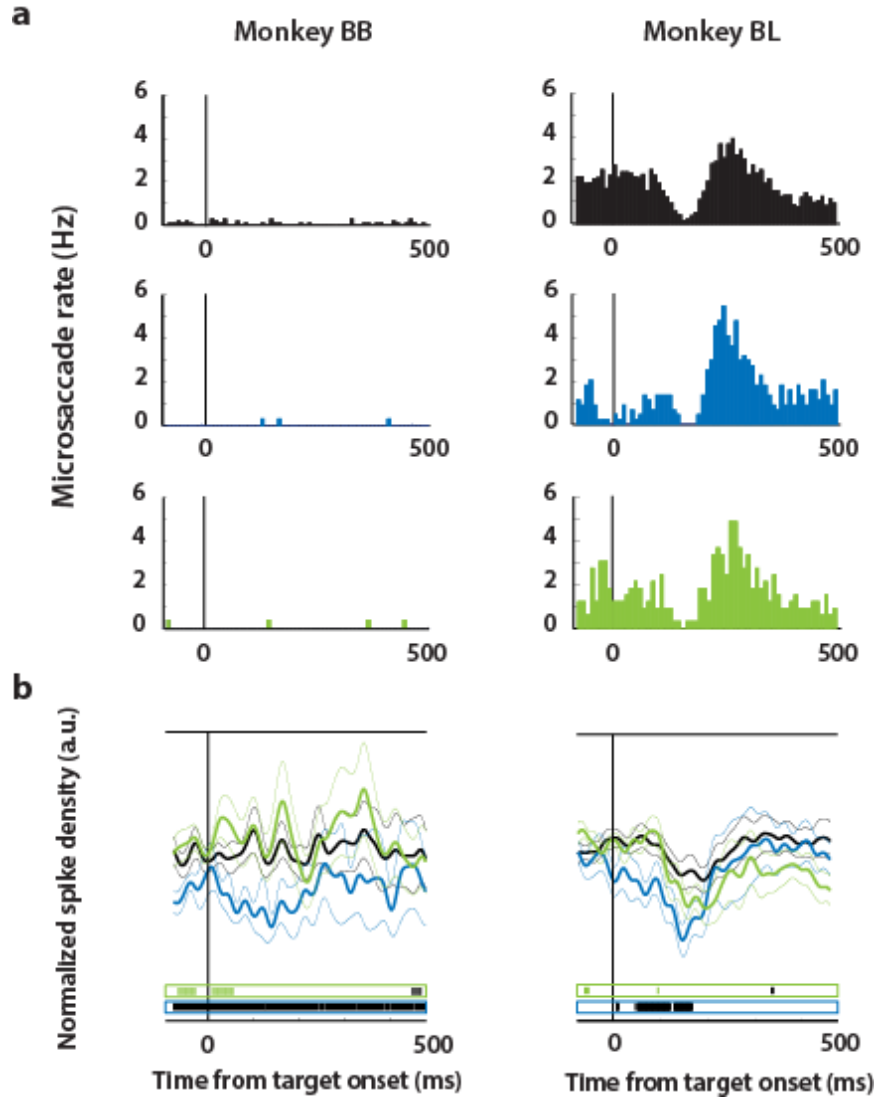 a
Monkey BB Monkey BL
Microsaccade rate (Hz)
6 6
4 4
2 2
0 0
0 500 0 500
6 6
4 4
2 2
0 0
0 500 0 500
6 6
4 4
2 2
0 0
0 500 0 500
b
Normalized spike density (a.u.)
0 500 0 500
Time from target onset (ms) Time from target onset (ms)